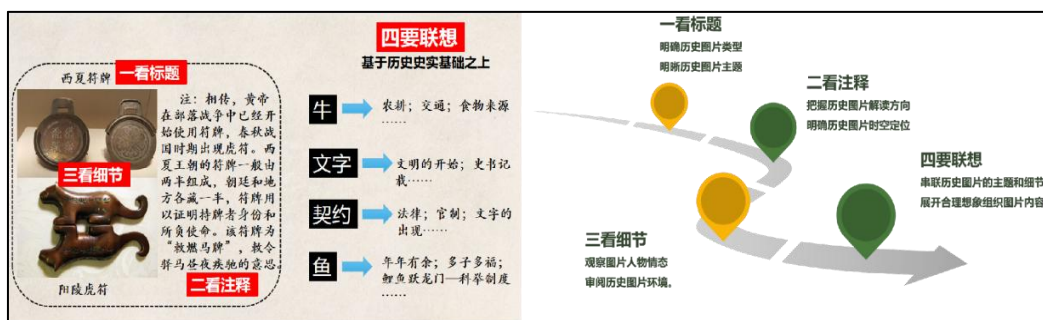 西夏符牌
一看标题
注：相传，黄帝
在部落战争中已经开
始使用符牌，春秋战
国时期出现虎符。西
夏王朝的符牌一般由
两半组成，朝廷和地
方各藏一半，符牌用
以证明持牌者身份和
所负使命。该符牌为
“敕燃马牌”，敕令
驿马昼夜疾驰的意思
三看细节
二看注释
阳陵虎符
四要联想
基于历史史实基础之上
牛
农耕；交通；食物来源
……
文字
文明的开始；史书记
载……
契约
法律；官制；文字的
出现……
鱼
年年有余；多子多福；
鲤鱼跃龙门—科举制度
……
一看标题
明确历史图片类型
明晰历史图片主题
二看注释
把握历史图片解读方向
明确历史图片时空定位
三看细节
观察图片人物情态
审阅历史图片环境。
四要联想
串联历史图片的主题和细节
展开合理想象组织图片内容